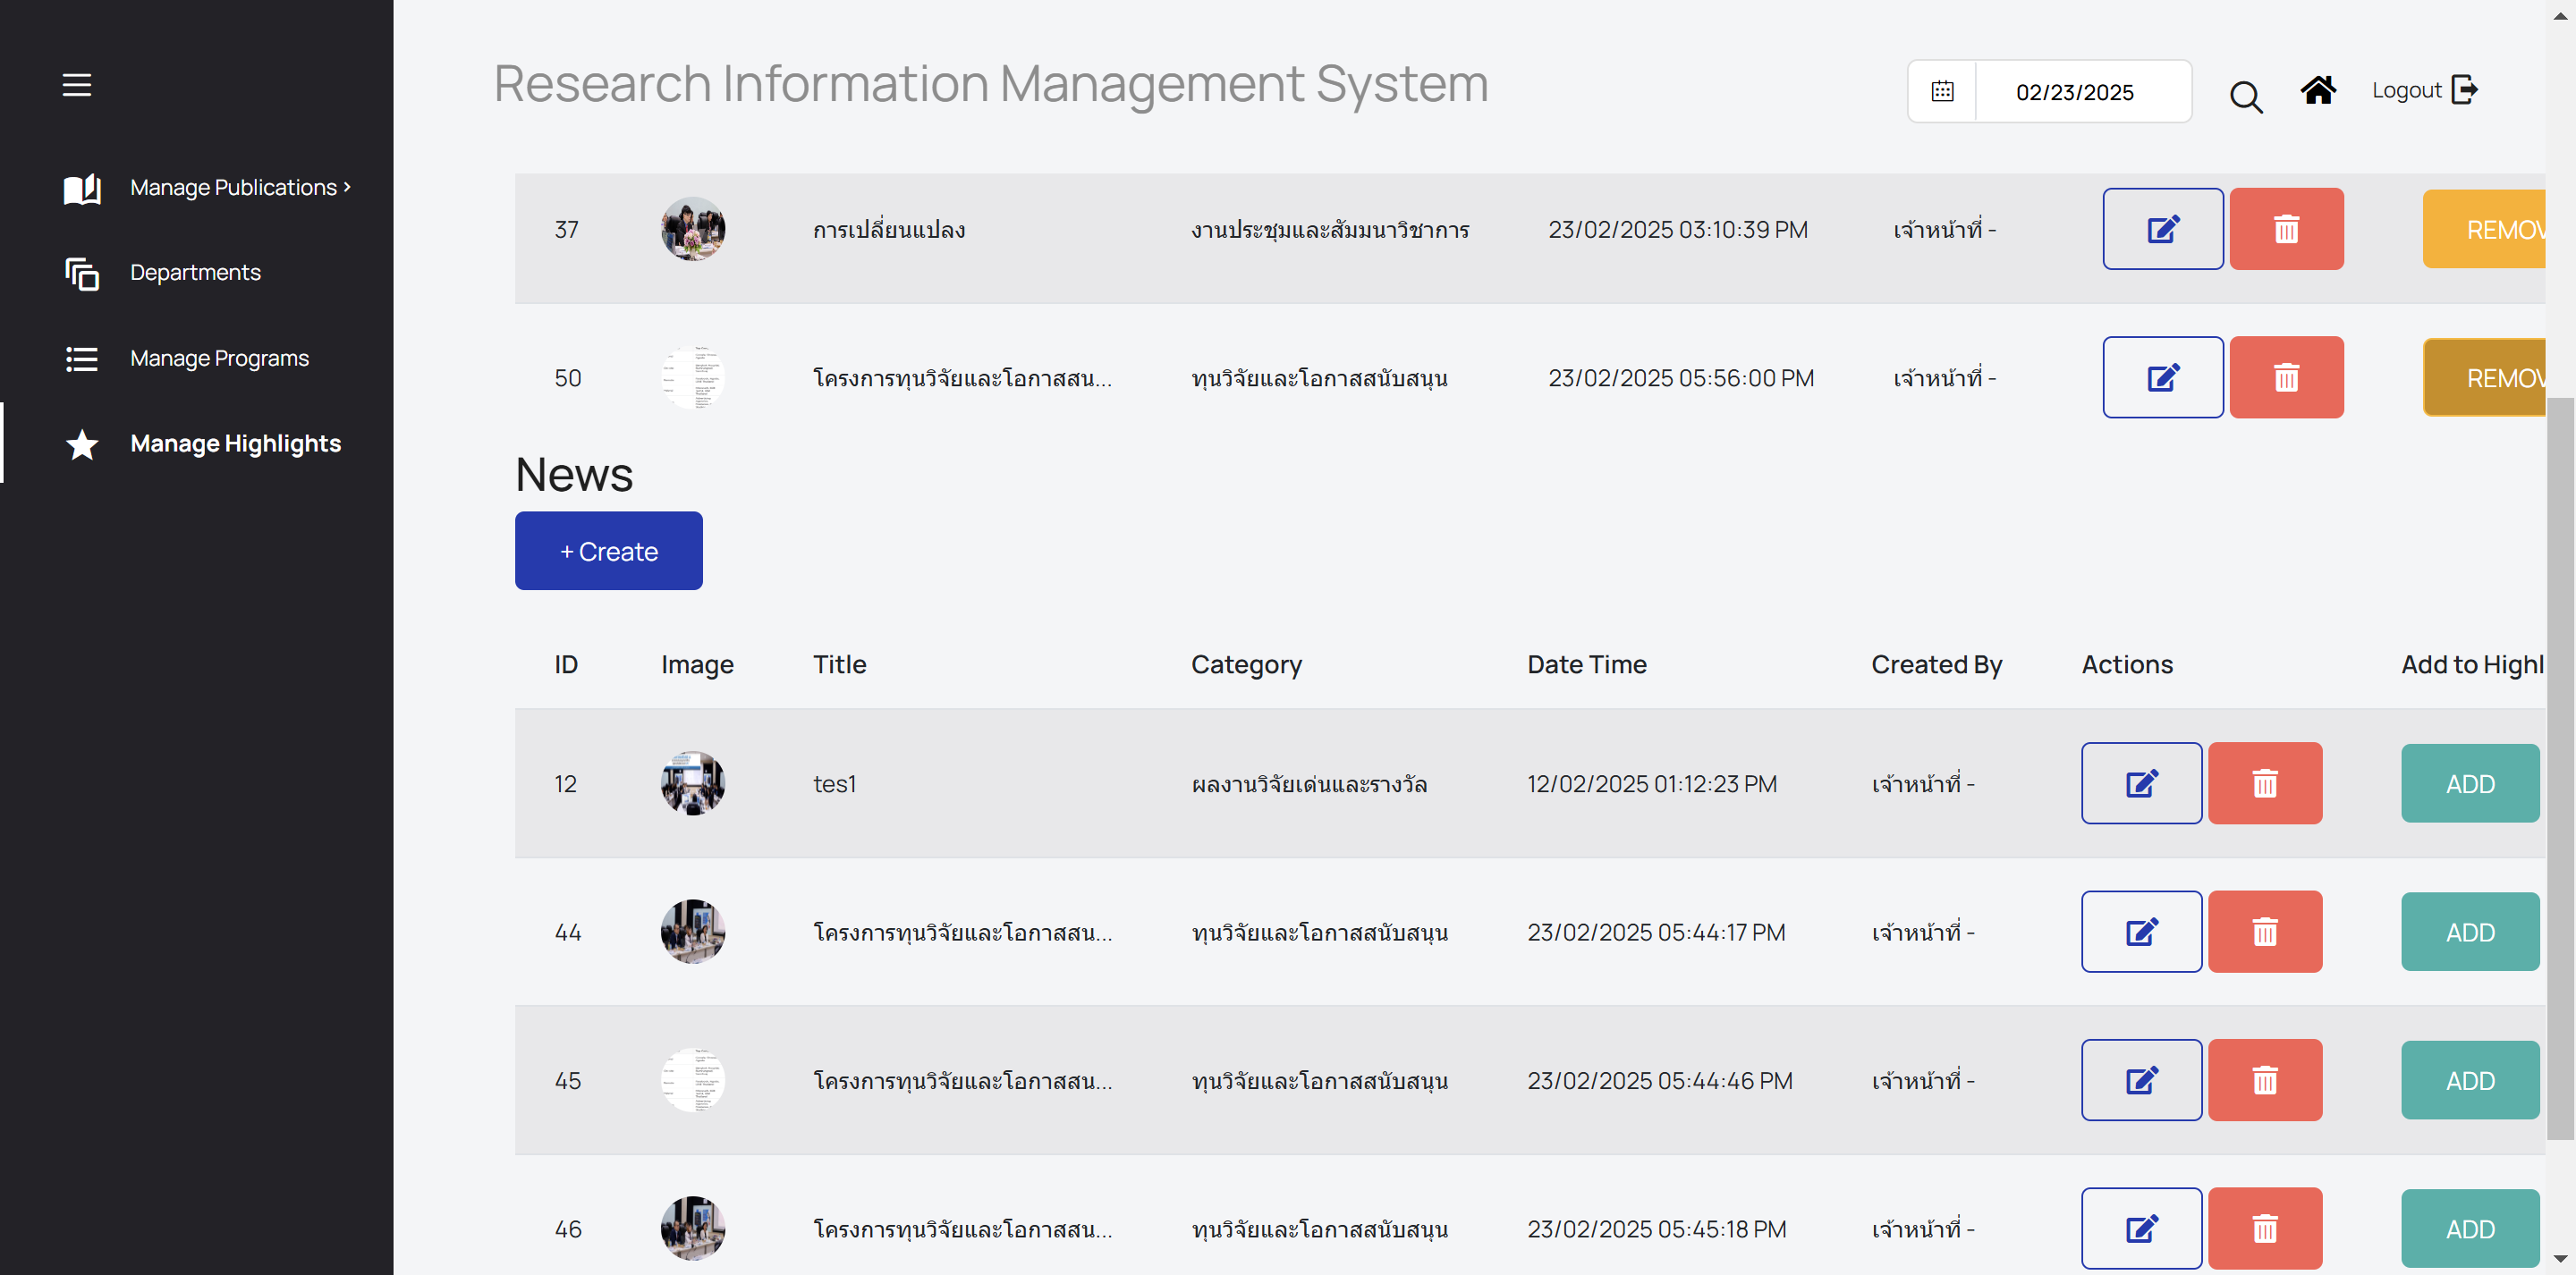 Research Information Management System
02/23/2025
Logout
Manage Publications
Departments
Manage Programs
Manage Highlights
37 การเปลี่ยนแปลง งานประชุมและสัมมนาวิชาการ 23/02/2025 03:10:39 PM เจ้าหน้าที่ - REMOV
50 โครงการทุนวิจัยและโอกาสสน... ทุนวิจัยและโอกาสสนับสนุน 23/02/2025 05:56:00 PM เจ้าหน้าที่ - REMOV
News
+ Create
ID Image Title Category Date Time Created By Actions Add to Highl
12 tes1 ผลงานวิจัยเด่นและรางวัล 12/02/2025 01:12:23 PM เจ้าหน้าที่ - ADD
44 โครงการทุนวิจัยและโอกาสสน... ทุนวิจัยและโอกาสสนับสนุน 23/02/2025 05:44:17 PM เจ้าหน้าที่ - ADD
45 โครงการทุนวิจัยและโอกาสสน... ทุนวิจัยและโอกาสสนับสนุน 23/02/2025 05:44:46 PM เจ้าหน้าที่ - ADD
46 โครงการทุนวิจัยและโอกาสสน... ทุนวิจัยและโอกาสสนับสนุน 23/02/2025 05:45:18 PM เจ้าหน้าที่ - ADD